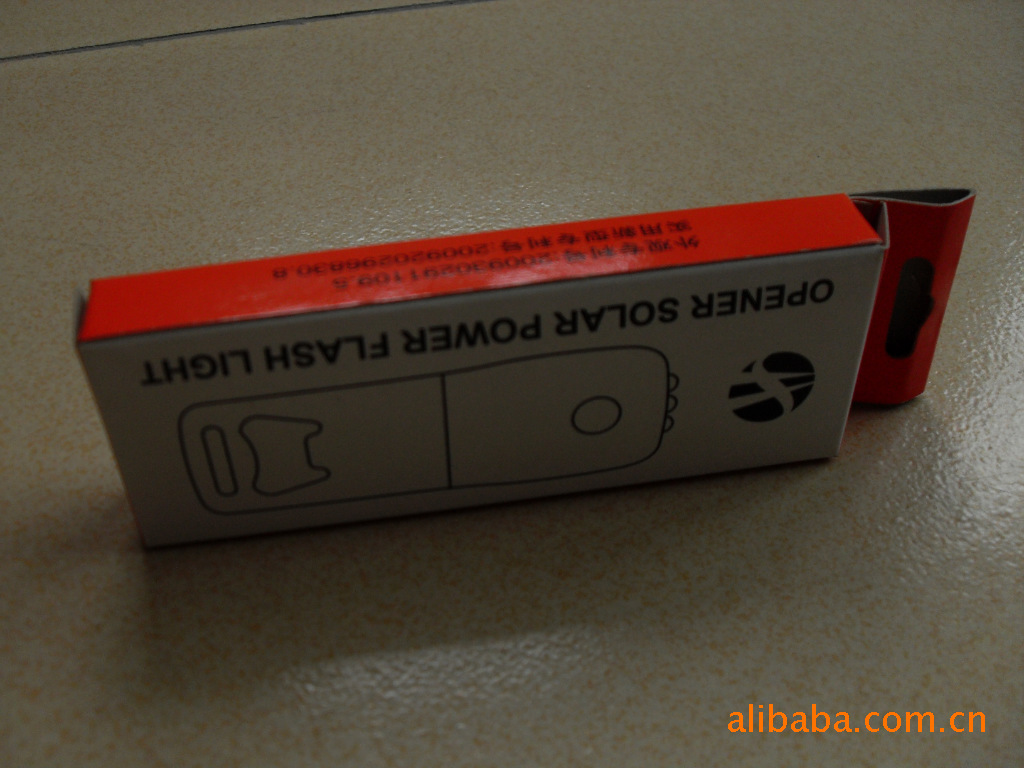 外观专利号:200930291109.5
实用新型专利号:200920296830.8
OPENER SOLAR POWER FLASH LIGHT
alibaba.com.cn